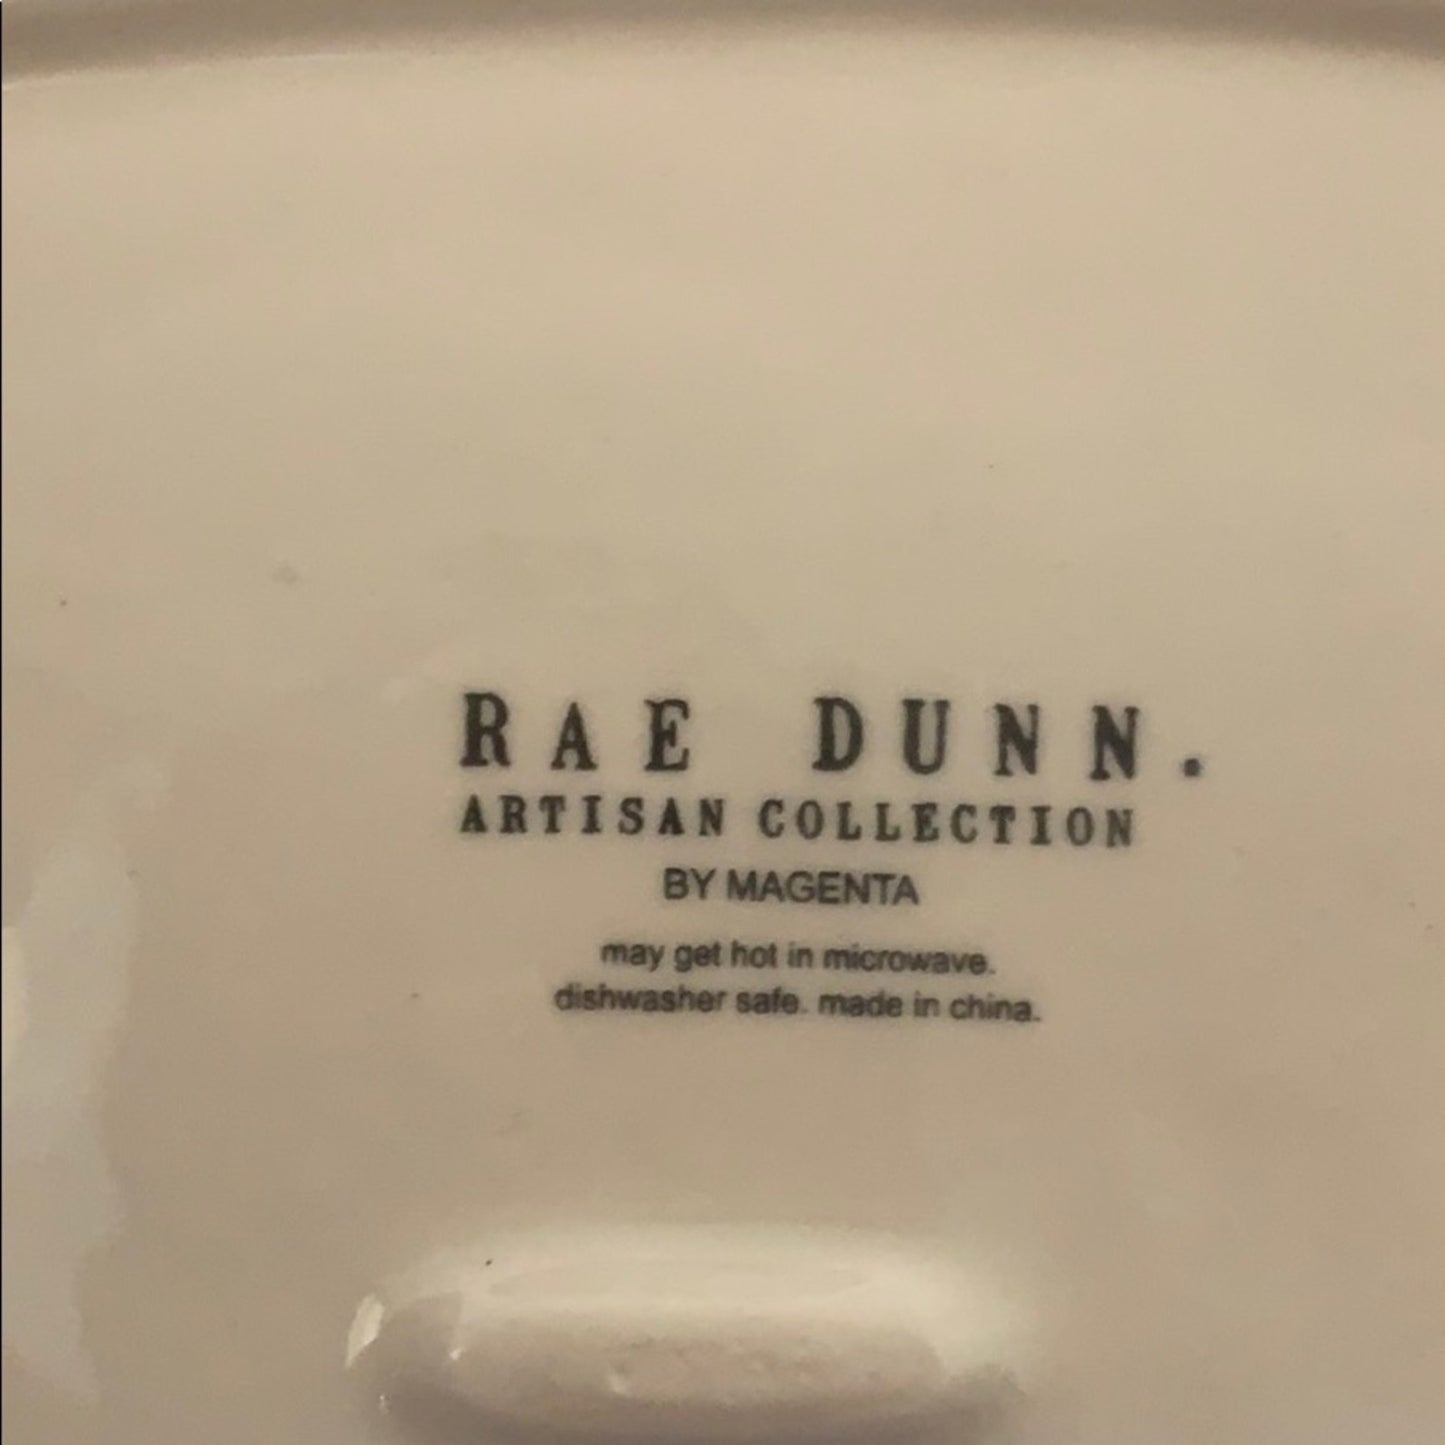 RAE DUNN.
ARTISAN COLLECTION
BY MAGENTA
may get hot in microwave.
dishwasher safe. made in china.